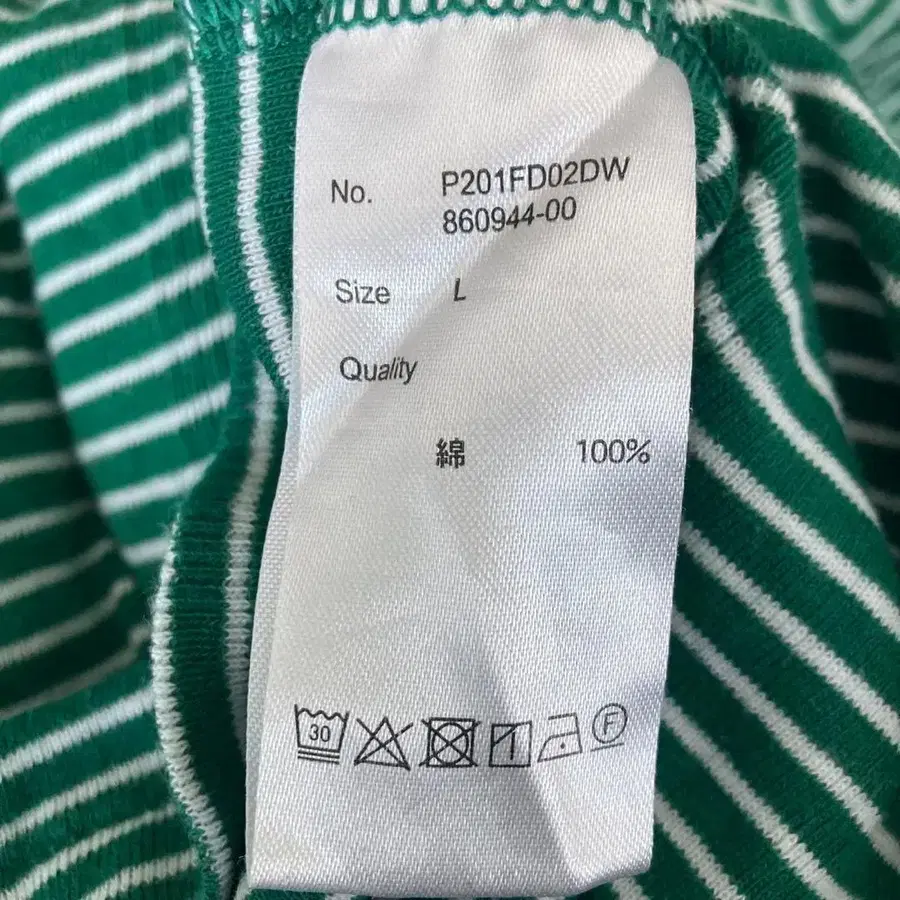 No. P201FD02DW
860944-00
Size L
Quality
綿 100%
30 F